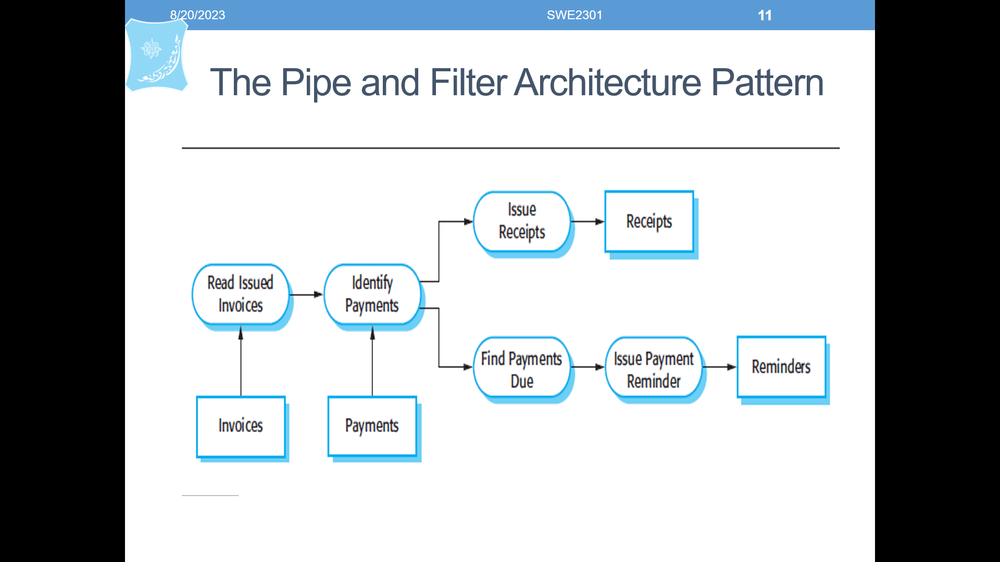 8/20/2023
SWE2301
11
The Pipe and Filter Architecture Pattern
Issue
Receipts
Receipts
Read Issued
Invoices
Identify
Payments
Find Payments
Due
Issue Payment
Reminder
Reminders
Invoices
Payments